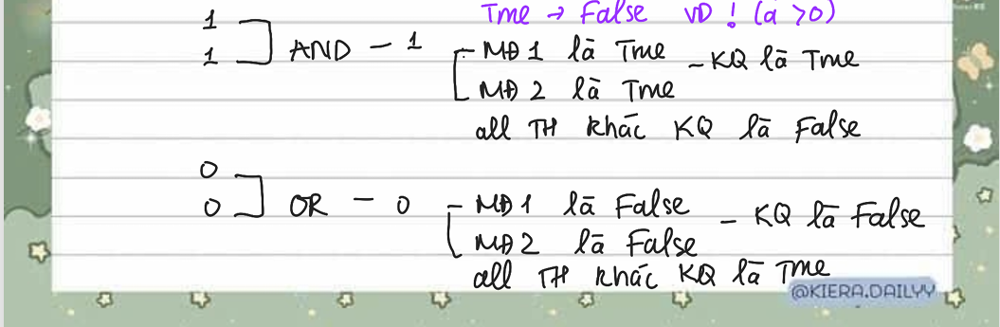 True → False VD ! (a >0)
1
1 AND - 1 - MĐ 1 là True - KQ là True
MĐ 2 là True
all TH khác KQ là False
0
0 OR - 0 - MĐ 1 là False - KQ là False
MĐ 2 là False
all TH khác KQ là True
@KIERA.DAILYY